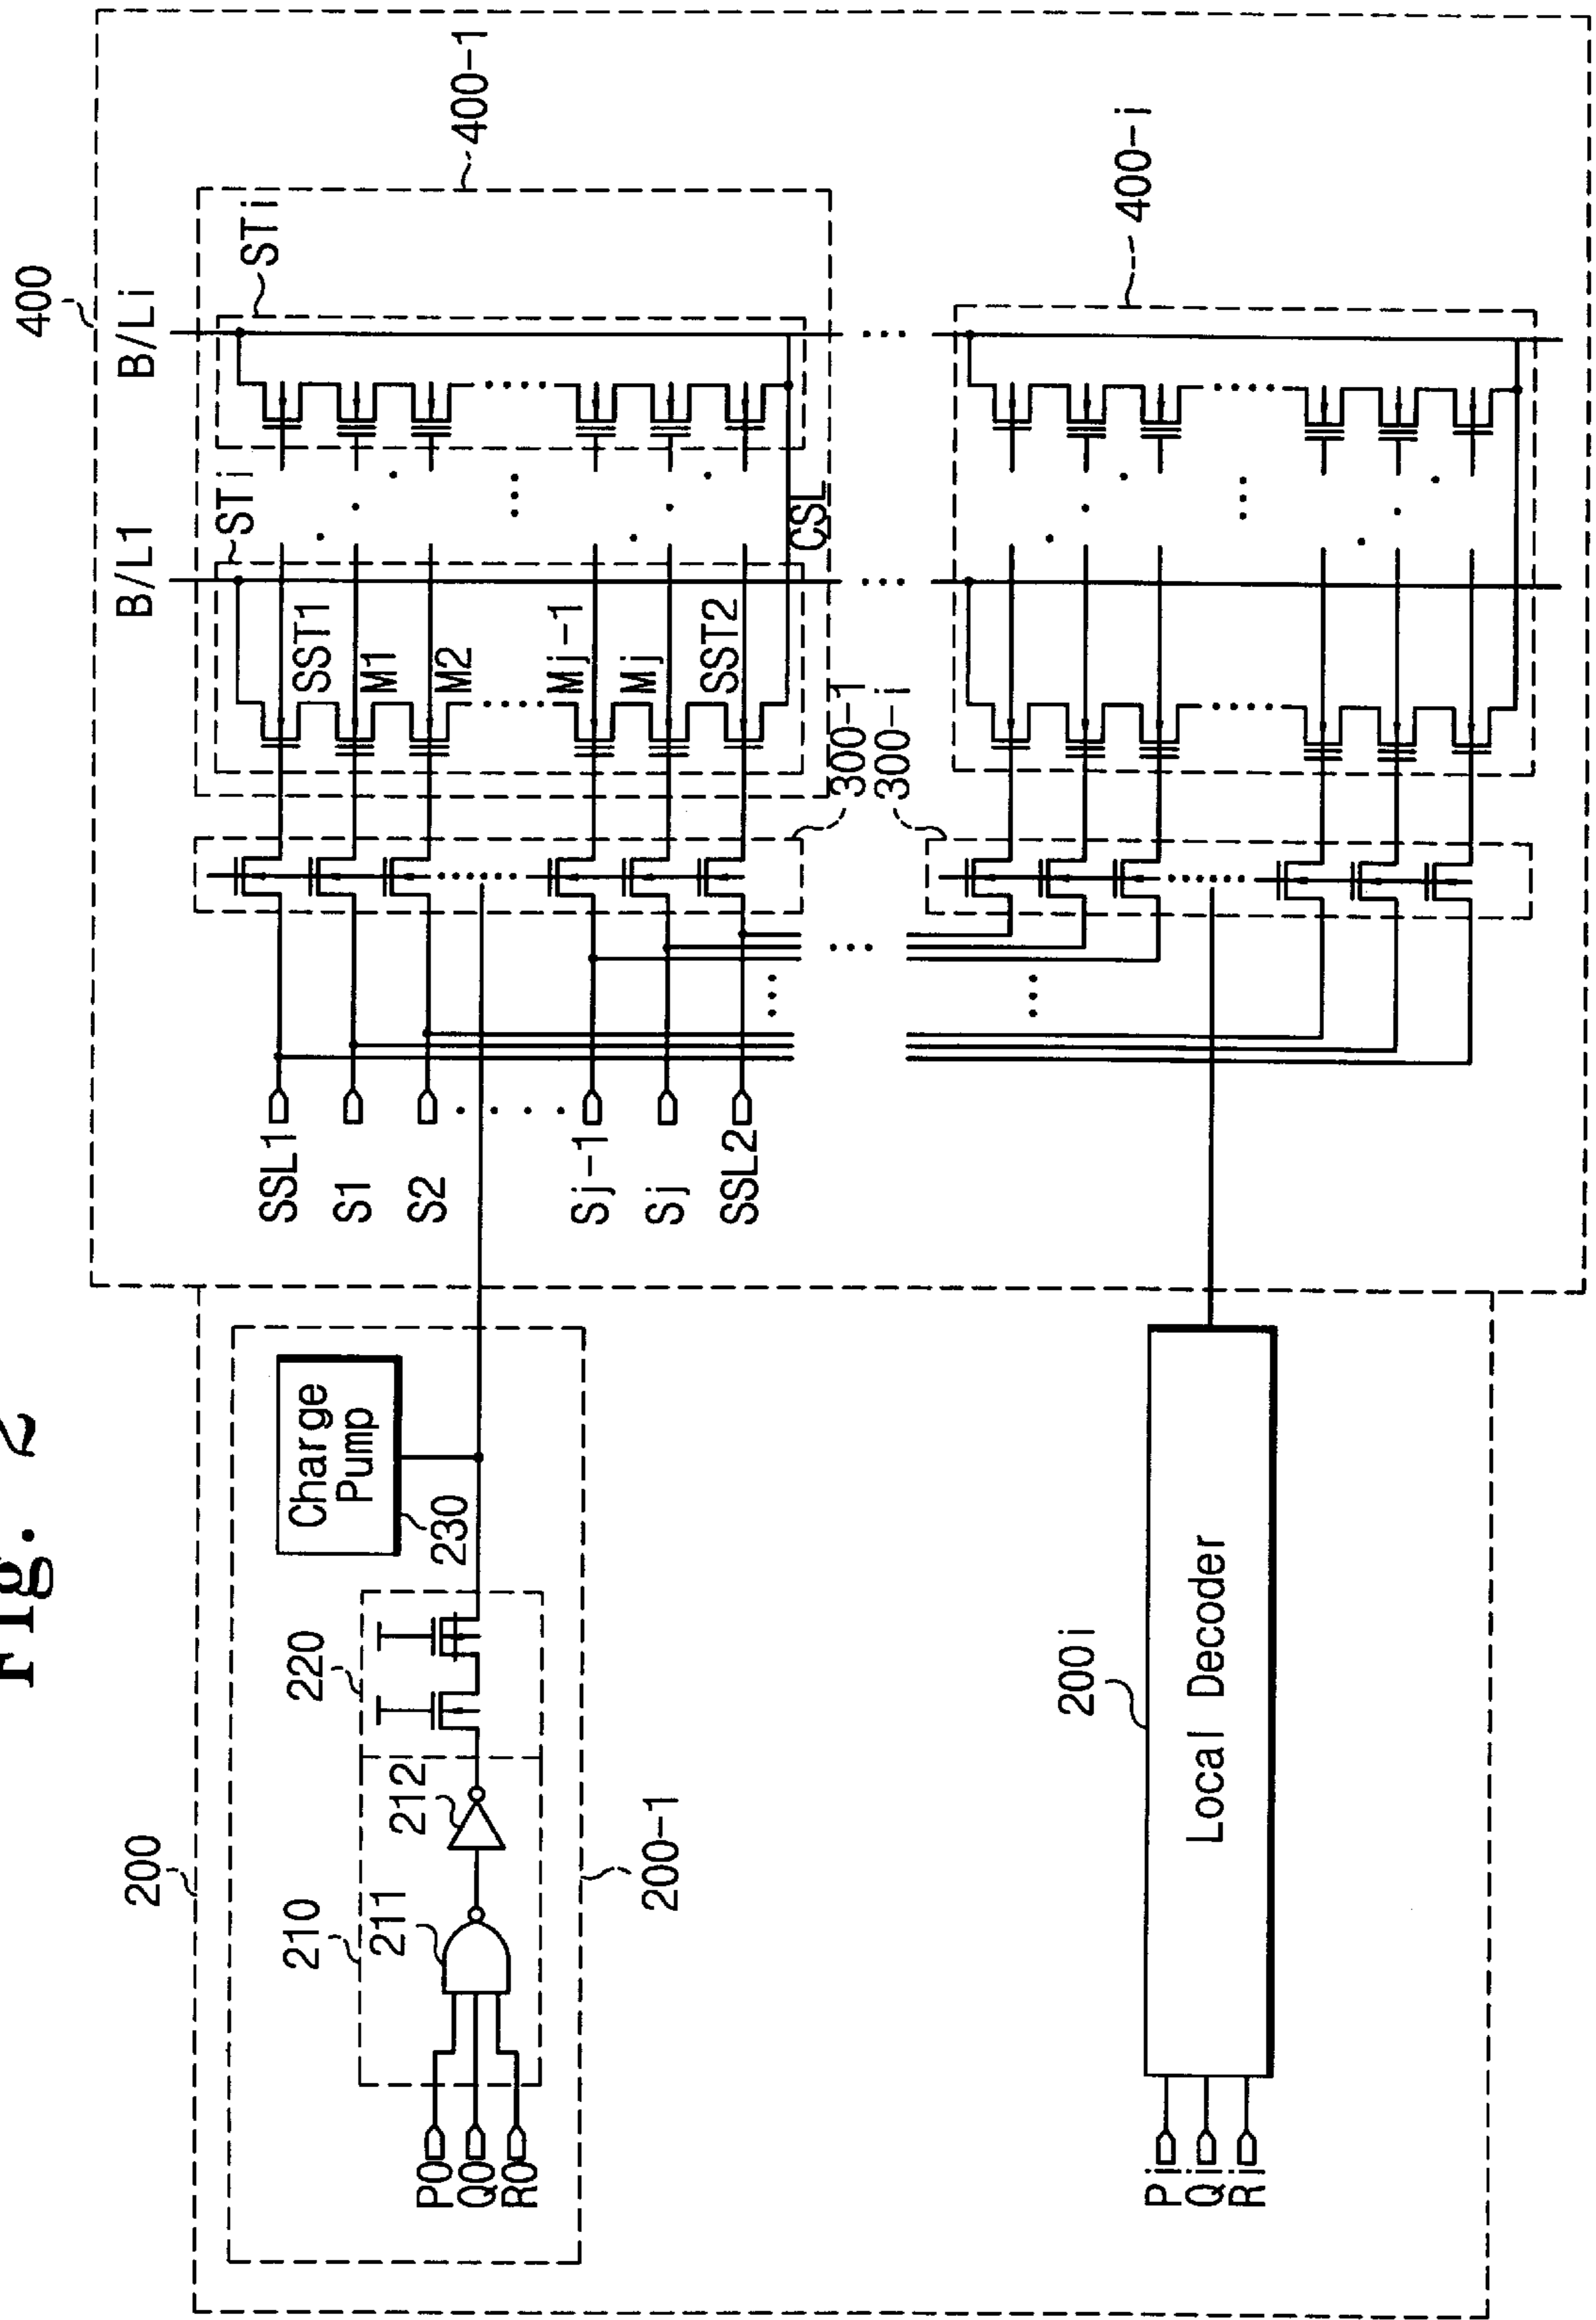 Fig. 2
200
210
211
212
220
230
Charge
Pump
P0
Q0
R0
200-1
200i
Local Decoder
Pi
Qi
Ri
400
B/L1
B/Li
STi
STi
400-1
SSL1
S1
S2
Sj-1
Sj
SSL2
SST1
M1
M2
Mj-1
Mj
SST2
CSL
300-1
300-i
400-i